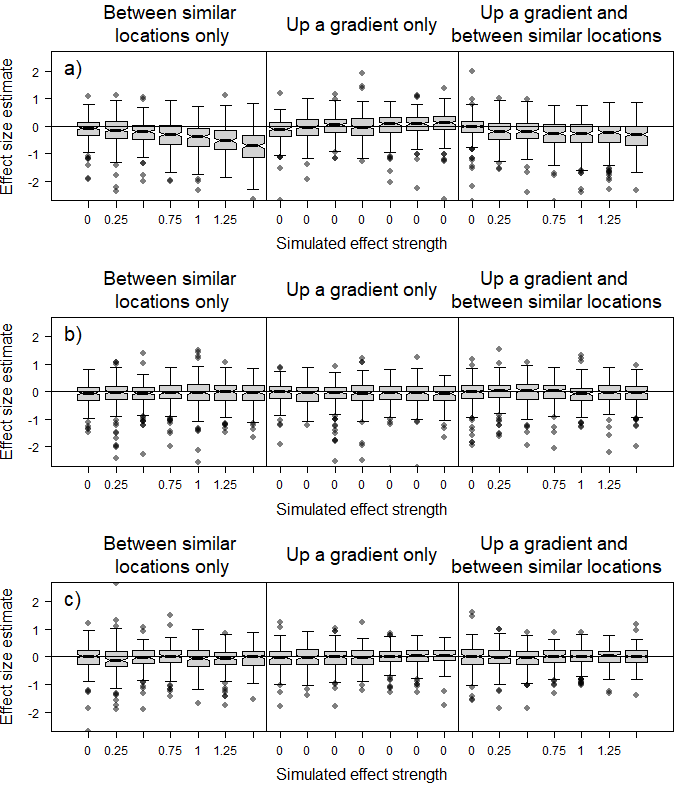 Between similar
locations only
Up a gradient only
Up a gradient and
between similar locations
Effect size estimate
a)
2
1
0
-1
-2
0 0.25 0.75 1 1.25 0 0 0 0 0 0 0 0 0.25 0.75 1 1.25
Simulated effect strength
Between similar
locations only
Up a gradient only
Up a gradient and
between similar locations
Effect size estimate
b)
2
1
0
-1
-2
0 0.25 0.75 1 1.25 0 0 0 0 0 0 0 0 0.25 0.75 1 1.25
Simulated effect strength
Between similar
locations only
Up a gradient only
Up a gradient and
between similar locations
Effect size estimate
c)
2
1
0
-1
-2
0 0.25 0.75 1 1.25 0 0 0 0 0 0 0 0 0.25 0.75 1 1.25
Simulated effect strength